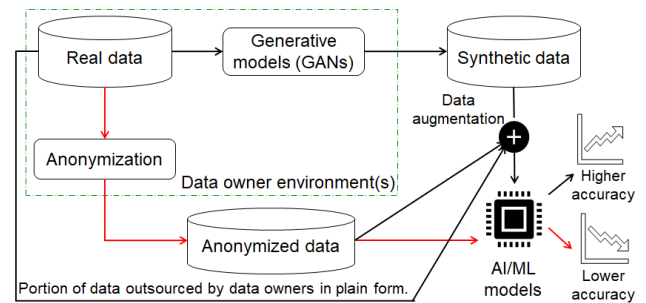 Real data
Generative
models (GANs)
Synthetic data
Data
augmentation
+
Anonymization
Data owner environment(s)
Higher
accuracy
Anonymized data
AI/ML
models
Lower
accuracy
Portion of data outsourced by data owners in plain form.